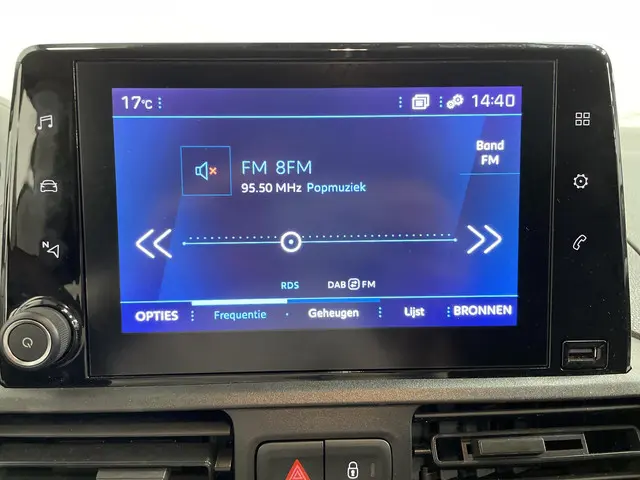 17°C
14:40
Band
FM
FM 8FM
95.50 MHz Popmuziek
N
RDS DAB FM
OPTIES Frequentie Geheugen Lijst BRONNEN